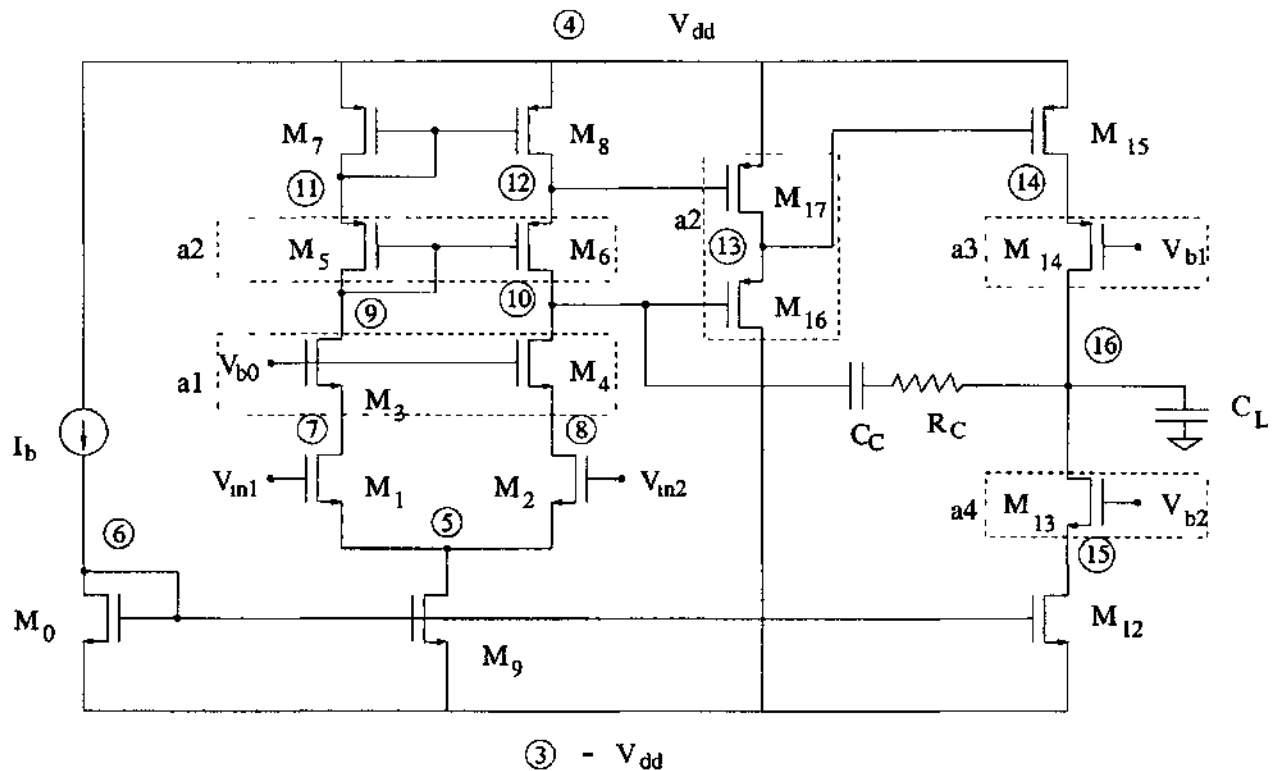 ④ V_dd
M_7 M_8 M_15
⑪ ⑫ ⑭
a2 M_17
a2 M_5 M_6 ⑬ a3 M_14 V_b1
⑨ ⑩ M_16
a1 V_b0 M_4 ⑯
M_3
⑦ ⑧ C_C R_C C_L
I_b
V_in1 M_1 M_2 V_in2 a4 M_13 V_b2
⑥ ⑤ ⑮
M_0 M_9 M_12
③ - V_dd